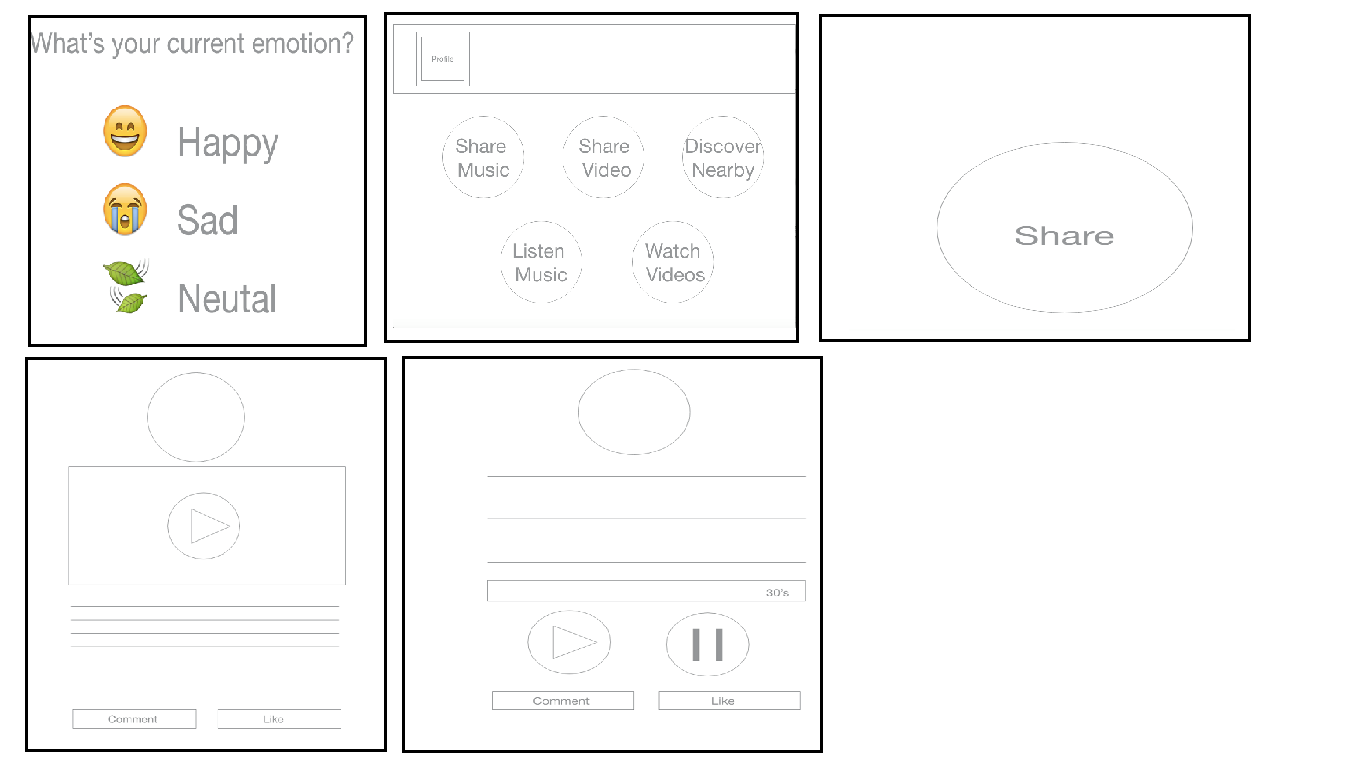 What's your current emotion?
Happy
Sad
Neutal
Profile
Share
Music
Share
Video
Discover
Nearby
Listen
Music
Watch
Videos
Share
Comment
Like
30's
Comment
Like